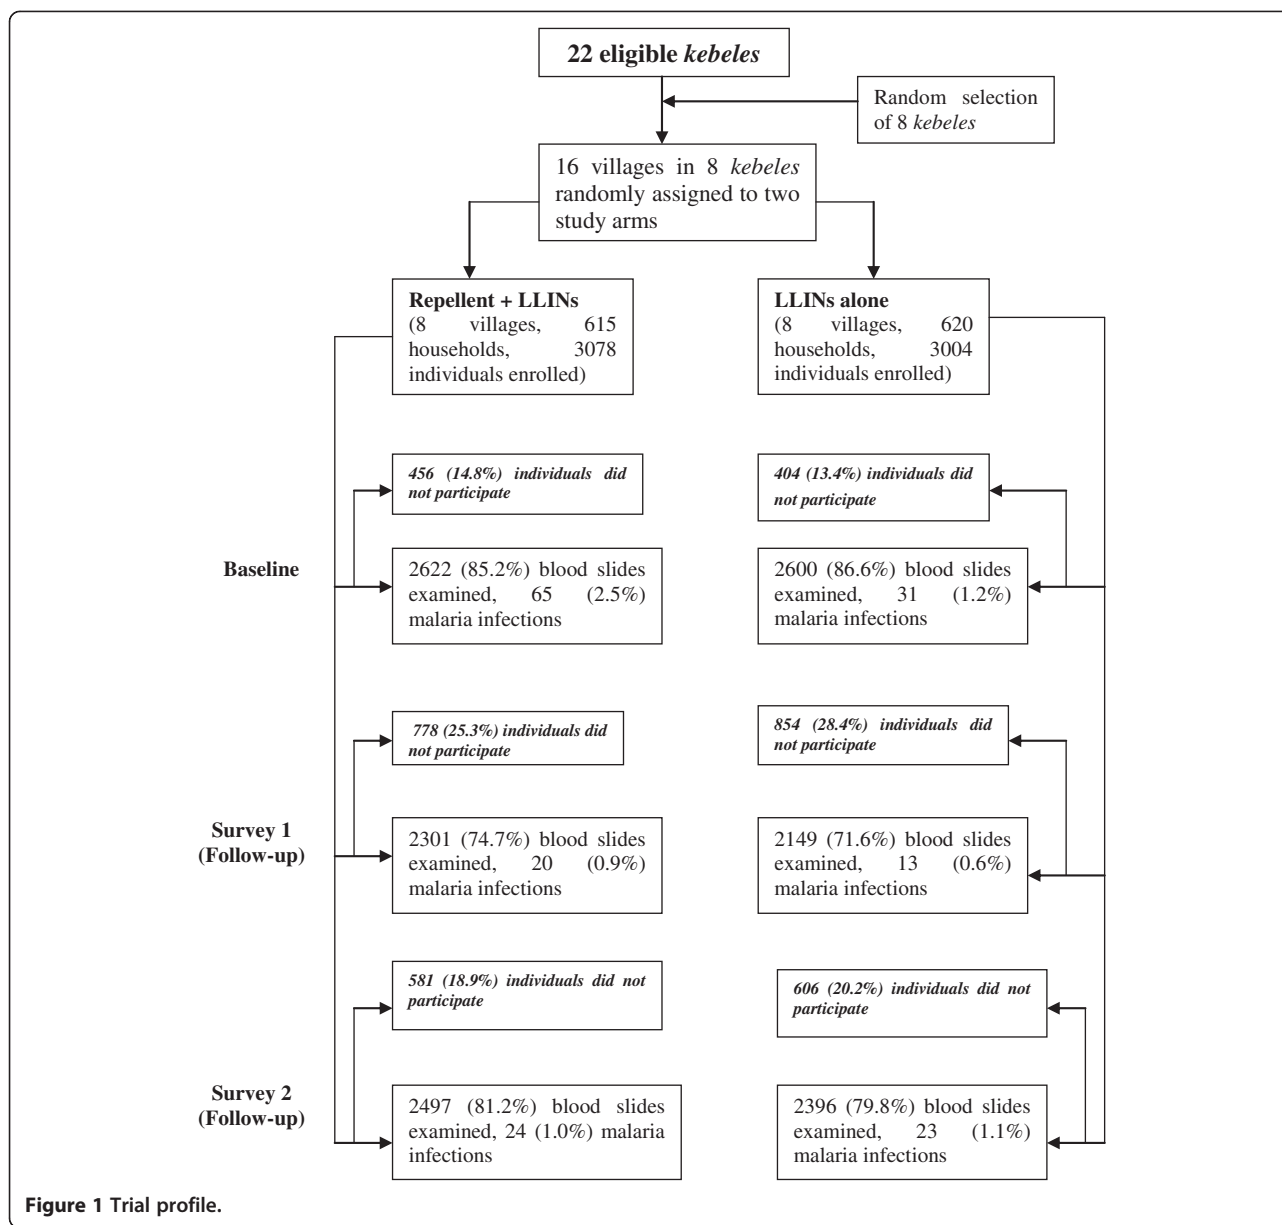 22 eligible kebeles
Random selection
of 8 kebeles
16 villages in 8 kebeles
randomly assigned to two
study arms
Repellent + LLINs
(8 villages, 615
households, 3078
individuals enrolled)
LLINs alone
(8 villages, 620
households, 3004
individuals enrolled)
456 (14.8%) individuals did
not participate
404 (13.4%) individuals did
not participate
Baseline
2622 (85.2%) blood slides
examined, 65 (2.5%)
malaria infections
2600 (86.6%) blood slides
examined, 31 (1.2%)
malaria infections
778 (25.3%) individuals did
not participate
854 (28.4%) individuals did
not participate
Survey 1
(Follow-up)
2301 (74.7%) blood slides
examined, 20 (0.9%)
malaria infections
2149 (71.6%) blood slides
examined, 13 (0.6%)
malaria infections
581 (18.9%) individuals did not
participate
606 (20.2%) individuals did not
participate
Survey 2
(Follow-up)
2497 (81.2%) blood slides
examined, 24 (1.0%) malaria
infections
2396 (79.8%) blood slides
examined, 23 (1.1%)
malaria infections
Figure 1 Trial profile.